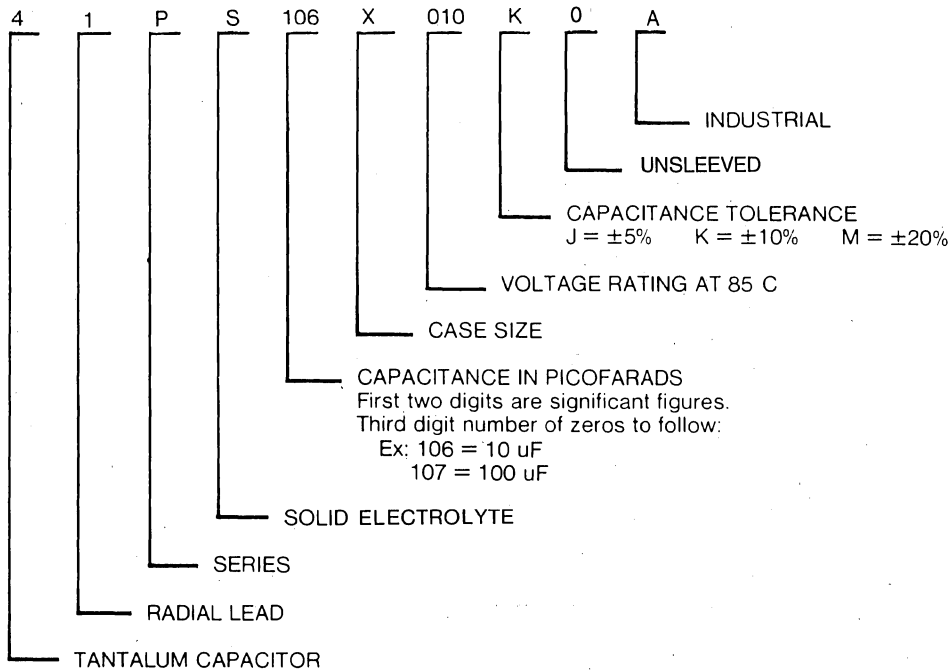 4 1 P S 106 X 010 K 0 A
INDUSTRIAL
UNSLEEVED
CAPACITANCE TOLERANCE
J = ±5% K = ±10% M = ±20%
VOLTAGE RATING AT 85 C
CASE SIZE
CAPACITANCE IN PICOFARADS
First two digits are significant figures.
Third digit number of zeros to follow:
Ex: 106 = 10 uF
107 = 100 uF
SOLID ELECTROLYTE
SERIES
RADIAL LEAD
TANTALUM CAPACITOR